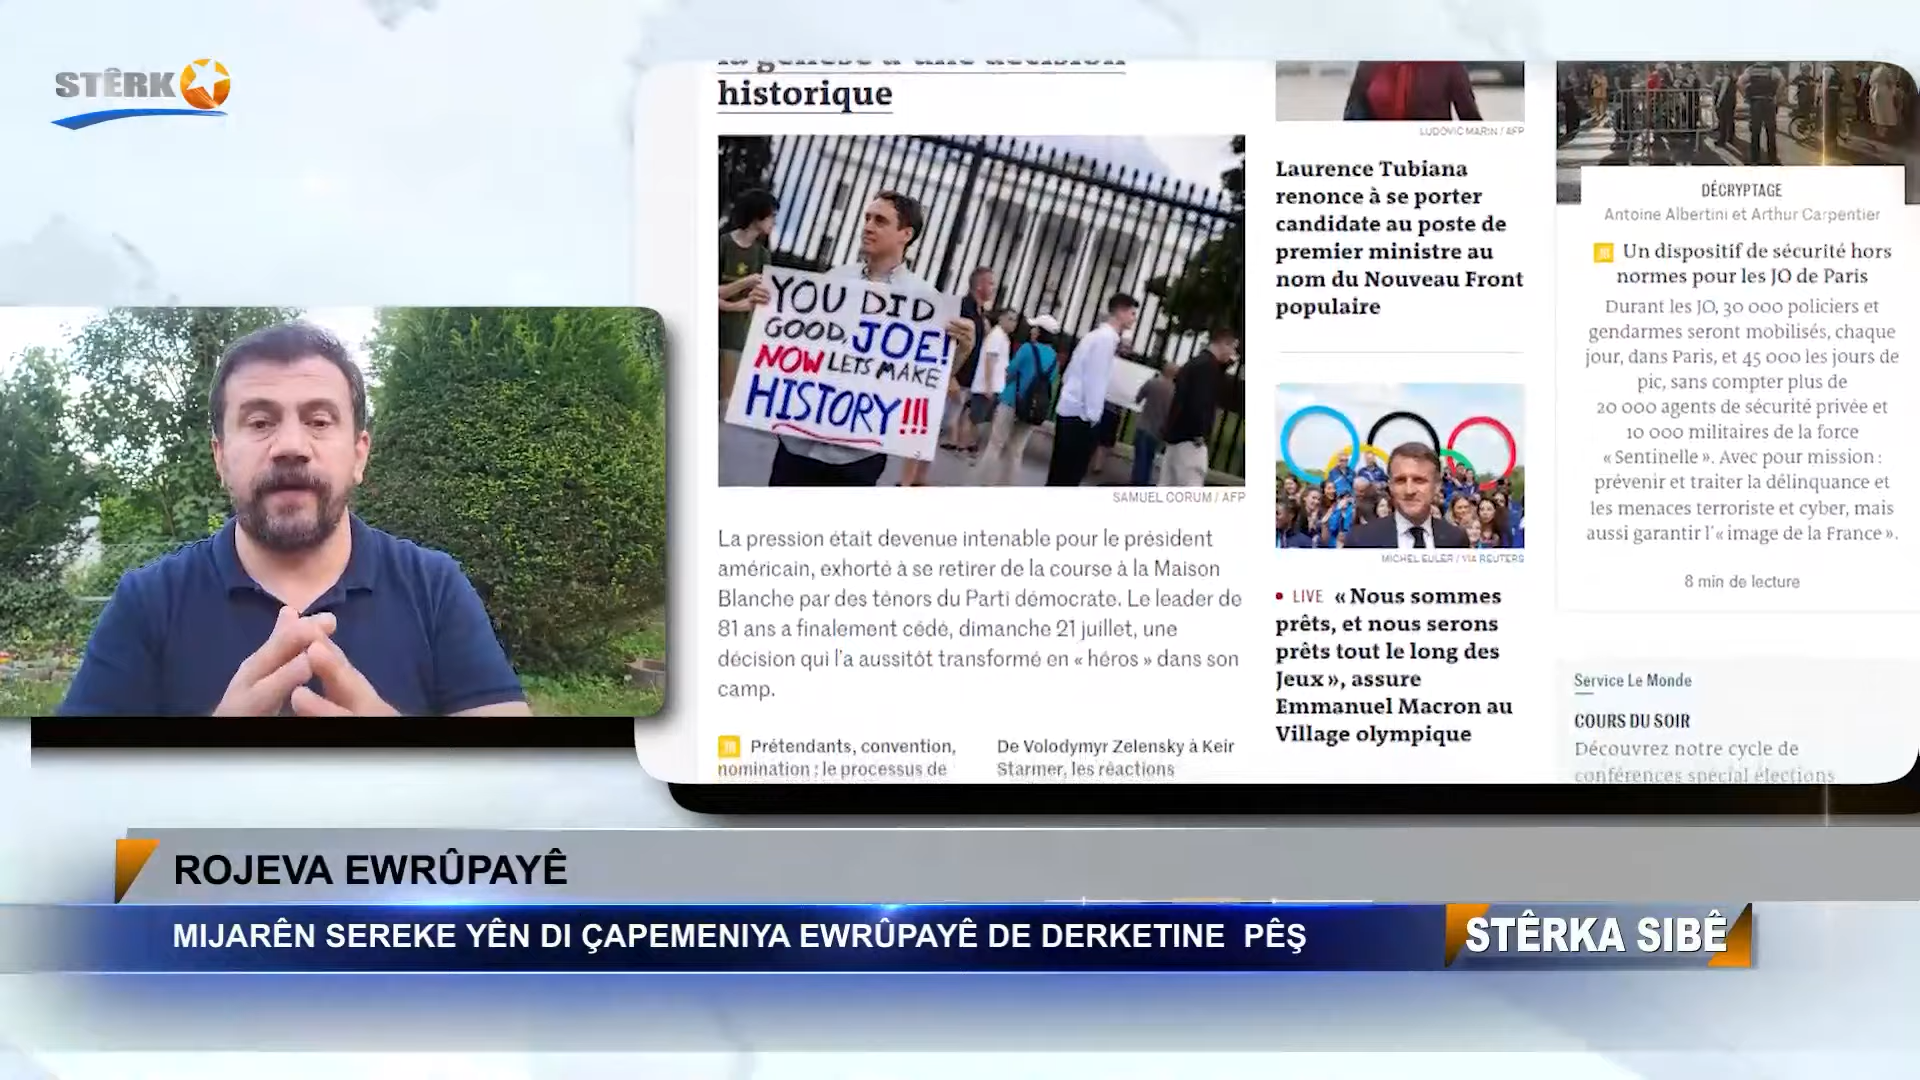 STÊRK
la genèse d'une décision
historique
YOU DID
GOOD, JOE!
NOW LETS MAKE
HISTORY!!!
SAMUEL CORUM / AFP
La pression était devenue intenable pour le président
américain, exhorté à se retirer de la course à la Maison
Blanche par des ténors du Parti démocrate. Le leader de
81 ans a finalement cédé, dimanche 21 juillet, une
décision qui l'a aussitôt transformé en « héros » dans son
camp.
Prétendants, convention,
nomination : le processus de
De Volodymyr Zelensky à Keir
Starmer, les réactions
LUDOVIC MARIN / AFP
Laurence Tubiana
renonce à se porter
candidate au poste de
premier ministre au
nom du Nouveau Front
populaire
MICHEL EULER / VIA REUTERS
• LIVE « Nous sommes
prêts, et nous serons
prêts tout le long des
Jeux », assure
Emmanuel Macron au
Village olympique
DÉCRYPTAGE
Antoine Albertini et Arthur Carpentier
Un dispositif de sécurité hors
normes pour les JO de Paris
Durant les JO, 30 000 policiers et
gendarmes seront mobilisés, chaque
jour, dans Paris, et 45 000 les jours de
pic, sans compter plus de
20 000 agents de sécurité privée et
10 000 militaires de la force
« Sentinelle ». Avec pour mission :
prévenir et traiter la délinquance et
les menaces terroriste et cyber, mais
aussi garantir l'« image de la France ».
8 min de lecture
Service Le Monde
COURS DU SOIR
Découvrez notre cycle de
conférences spécial élections
ROJEVA EWRÛPAYÊ
MIJARÊN SEREKE YÊN DI ÇAPEMENIYA EWRÛPAYÊ DE DERKETINE PÊŞ
STÊRKA SIBÊ